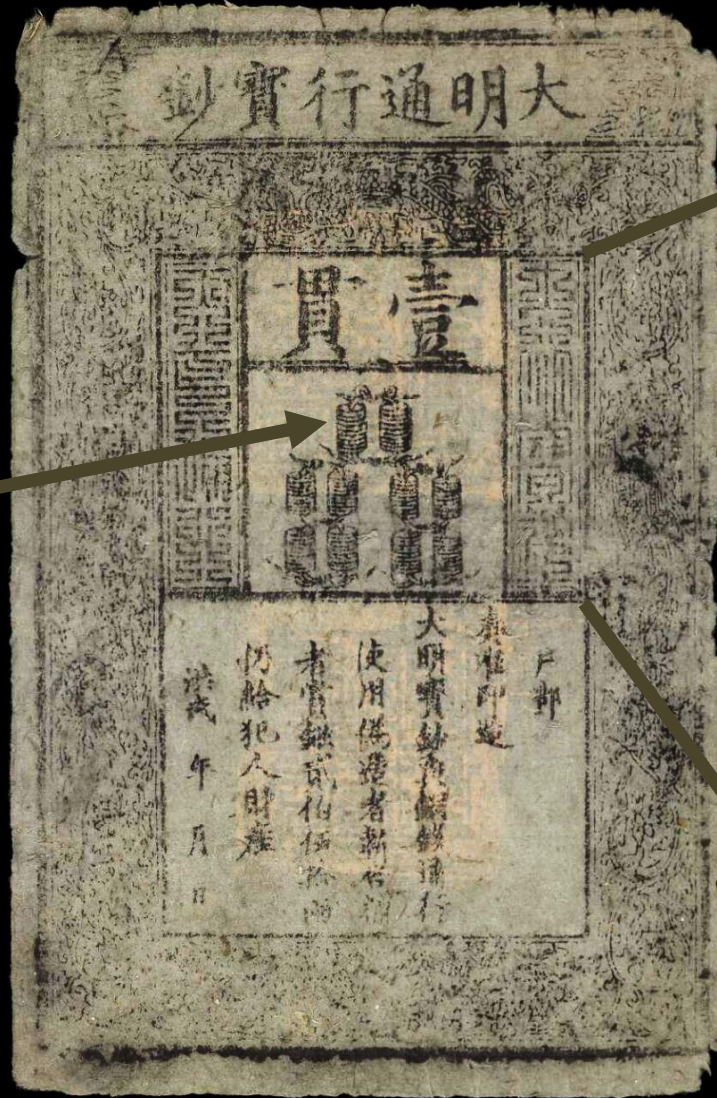 大明通行寶鈔
壹貫
戶部
奏准印造
大明寶鈔與銅錢通行
使用偽造者斬告捕
者賞銀貳伯伍拾兩
仍給犯人財產
洪武 年 月 日